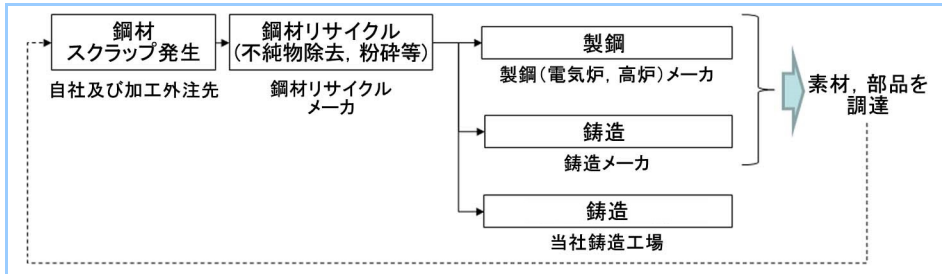 鋼材
スクラップ発生
自社及び加工外注先
鋼材リサイクル
(不純物除去, 粉砕等)
鋼材リサイクル
メーカ
製鋼
製鋼(電気炉, 高炉)メーカ
鋳造
鋳造メーカ
鋳造
当社鋳造工場
素材, 部品を
調達